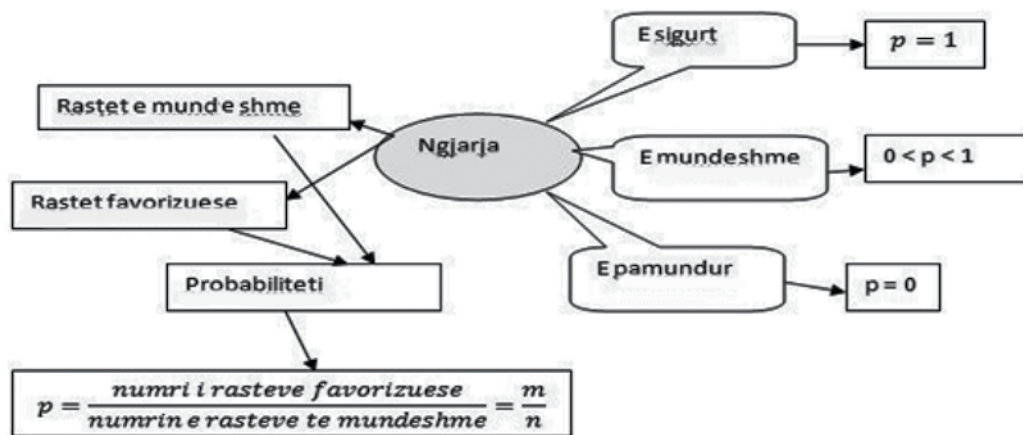 E sigurt
p = 1
Rastet e mundeshme
Ngjarja
E mundeshme
0 < p < 1
Rastet favorizuese
E pamundur
Probabiliteti
p = 0
p = numri i rasteve favorizuese / numrin e rasteve te mundeshme = m / n